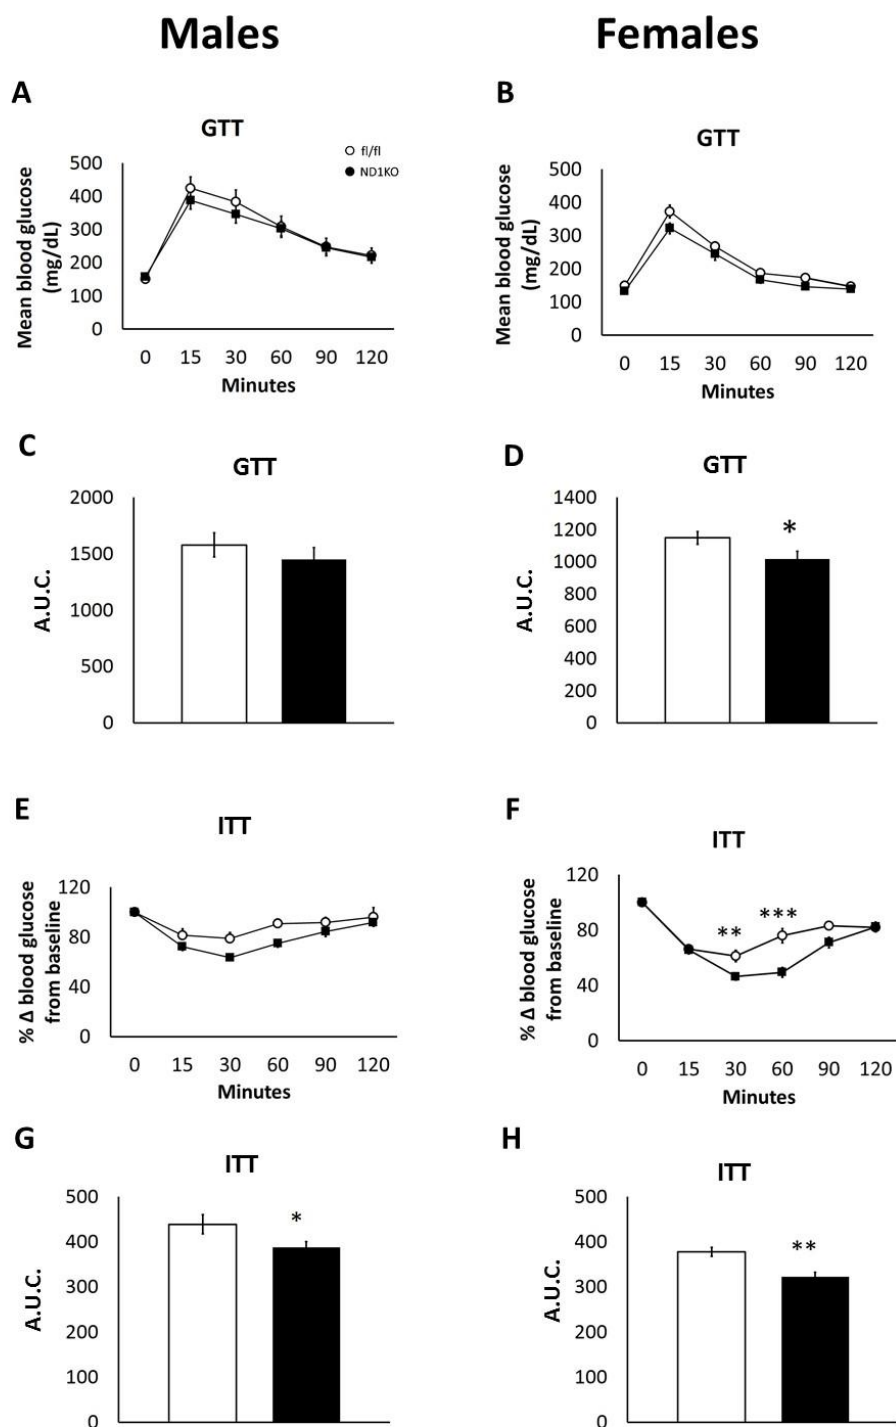 Males
Females
A
GTT
fl/fl
ND1KO
Mean blood glucose
(mg/dL)
500
400
300
200
100
0
0 15 30 60 90 120
Minutes
B
GTT
Mean blood glucose
(mg/dL)
500
400
300
200
100
0
0 15 30 60 90 120
Minutes
C
GTT
A.U.C.
2000
1500
1000
500
0
D
GTT
A.U.C.
1400
1200
1000
800
600
400
200
0
*
E
ITT
% Δ blood glucose
from baseline
120
80
40
0
0 15 30 60 90 120
Minutes
F
ITT
% Δ blood glucose
from baseline
120
80
40
0
** ***
0 15 30 60 90 120
Minutes
G
ITT
A.U.C.
500
400
300
200
100
0
*
H
ITT
A.U.C.
500
400
300
200
100
0
**